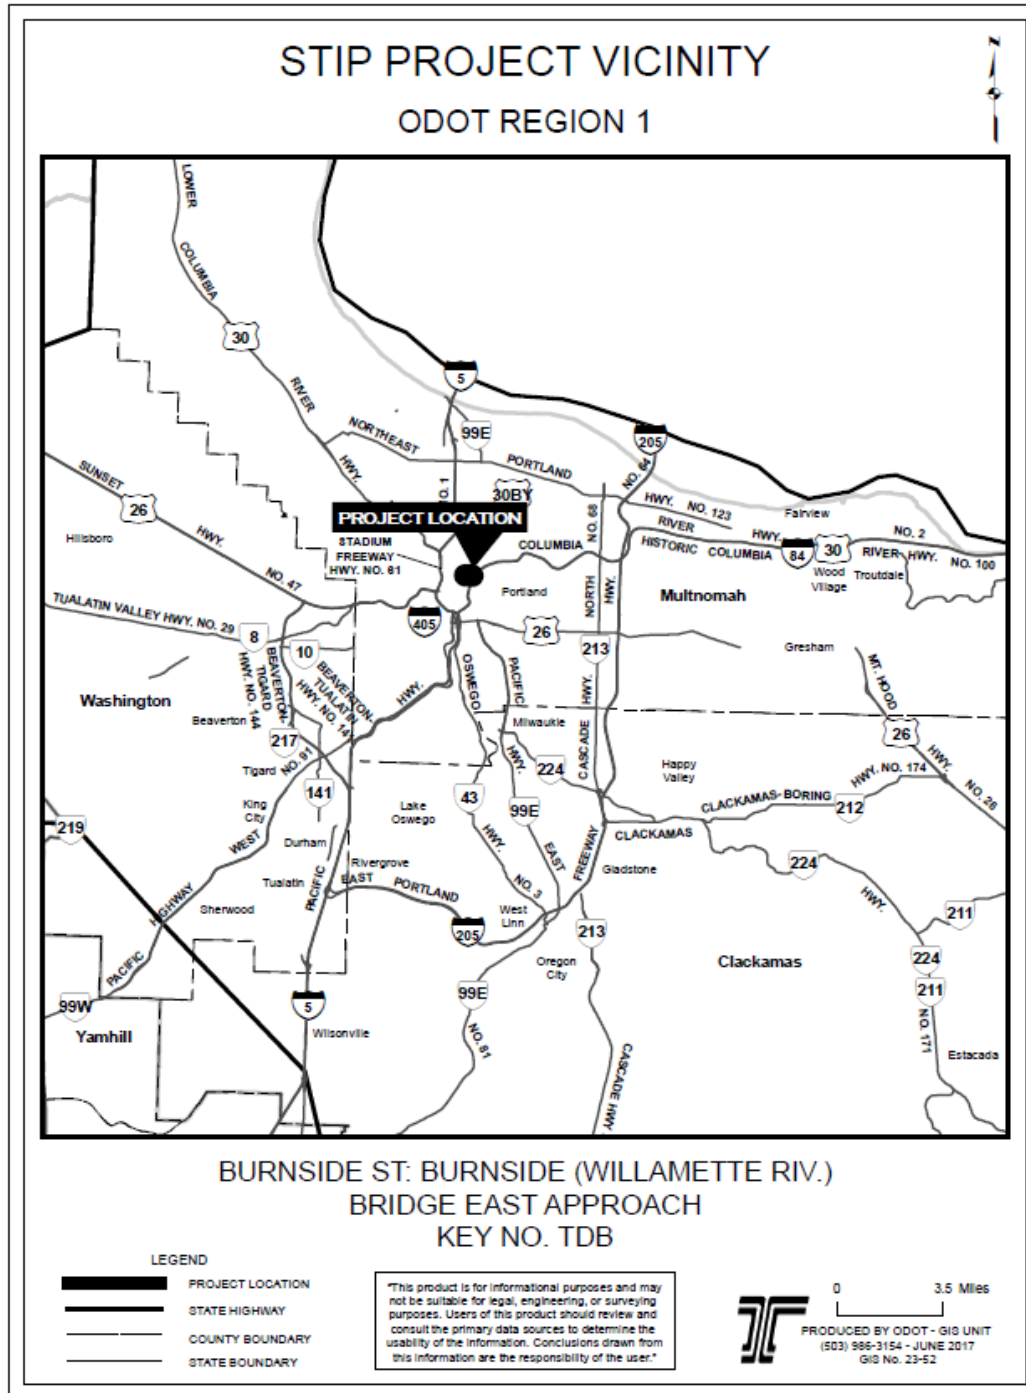 STIP PROJECT VICINITY
ODOT REGION 1
N
LOWER
COLUMBIA
30
RIVER
HWY.
5
99E
205
NORTHEAST
PORTLAND
NO. 64
SUNSET
26
HWY.
NO. 47
Hillsboro
30BY
NO. 1
HWY. NO. 123
Fairview
PROJECT LOCATION
STADIUM
FREEWAY
HWY. NO. 61
COLUMBIA
NO. 68
RIVER
HWY.
84
30
NO. 2
HISTORIC COLUMBIA
RIVER HWY.
NO. 100
Wood
Village
Troutdale
Portland
Multnomah
NORTH
HWY.
TUALATIN VALLEY HWY. NO. 29
8
10
405
26
213
Gresham
BEAVERTON-
TIGARD
HWY. NO. 144
BEAVERTON-
TUALATIN
HWY. NO. 141
HWY.
OSWEGO
PACIFIC
HWY.
CASCADE
MT. HOOD
26
HWY.
NO. 26
Washington
Beaverton
217
Tigard
NO. 91
Milwaukie
224
Happy
Valley
HWY. NO. 174
CLACKAMAS-BORING
212
141
King
City
Lake
Oswego
43
HWY.
99E
EAST
CLACKAMAS
219
WEST
Durham
Rivergrove
Tualatin
PACIFIC
EAST PORTLAND
FREEWAY
NO. 3
Gladstone
224
HWY.
HIGHWAY
Sherwood
205
West
Linn
213
211
Oregon
City
Clackamas
224
211
PACIFIC
99W
Yamhill
5
Wilsonville
99E
NO. 81
CASCADE HWY
NO. 171
Estacada
BURNSIDE ST: BURNSIDE (WILLAMETTE RIV.)
BRIDGE EAST APPROACH
KEY NO. TDB
LEGEND
PROJECT LOCATION
STATE HIGHWAY
COUNTY BOUNDARY
STATE BOUNDARY
"This product is for informational purposes and may
not be suitable for legal, engineering, or surveying
purposes. Users of this product should review and
consult the primary data sources to determine the
usability of the information. Conclusions drawn from
this information are the responsibility of the user."
0 3.5 Miles
PRODUCED BY ODOT - GIS UNIT
(503) 986-3154 - JUNE 2017
GIS No. 23-52